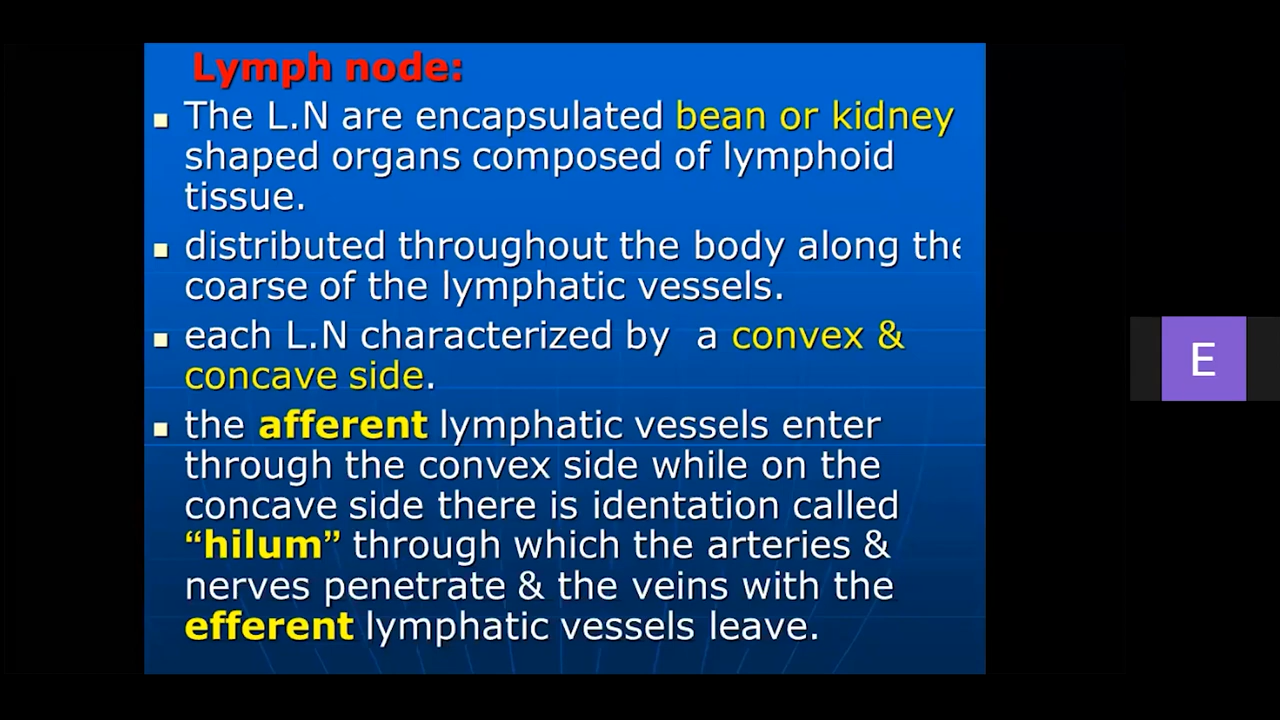 Lymph node:
The L.N are encapsulated bean or kidney
shaped organs composed of lymphoid
tissue.
distributed throughout the body along the
coarse of the lymphatic vessels.
each L.N characterized by a convex &
concave side.
the afferent lymphatic vessels enter
through the convex side while on the
concave side there is identation called
“hilum” through which the arteries &
nerves penetrate & the veins with the
efferent lymphatic vessels leave.
E